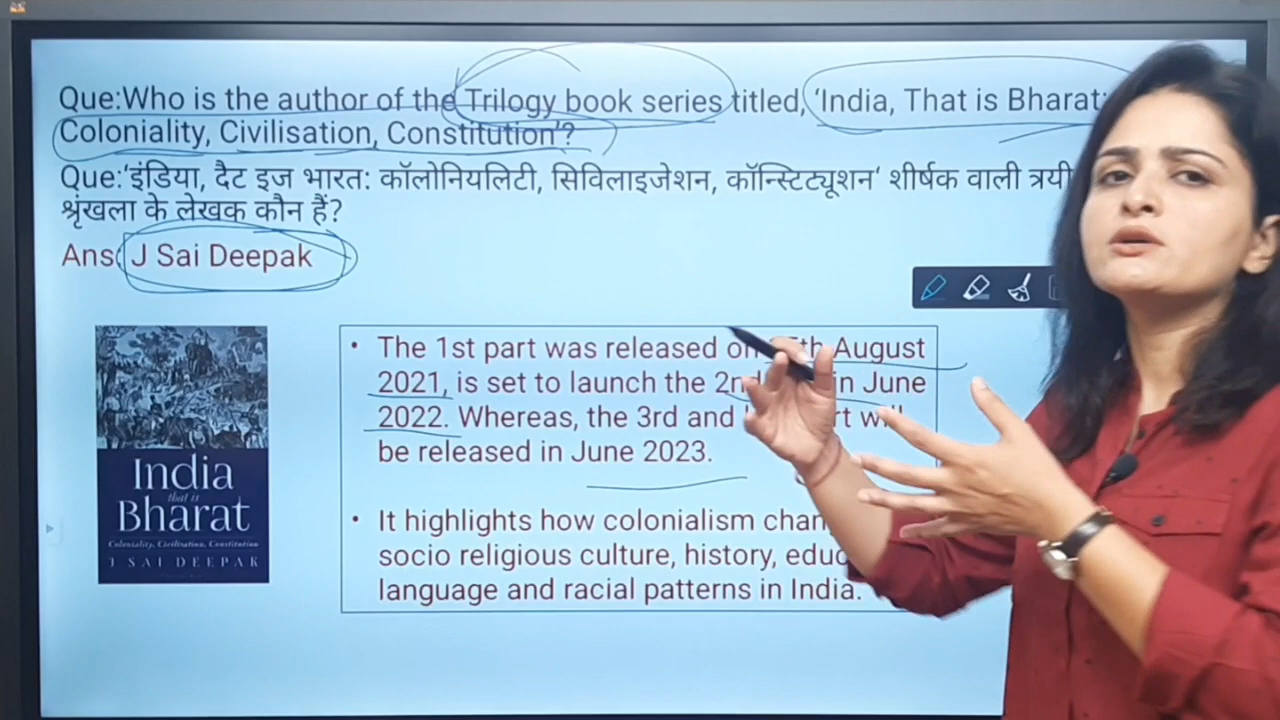 Que:Who is the author of the Trilogy book series titled, ‘India, That is Bharat:
Coloniality, Civilisation, Constitution’?
Que:‘इंडिया, दैट इज भारत: कॉलोनियलिटी, सिविलाइजेशन, कॉन्स्टिट्यूशन‘ शीर्षक वाली त्रयी
श्रृंखला के लेखक कौन हैं?
Ans: J Sai Deepak
• The 1st part was released on August
2021, is set to launch the 2nd in June
2022. Whereas, the 3rd and
be released in June 2023.
• It highlights how colonialism
socio religious culture, history,
language and racial patterns in India.
India
that is
Bharat
Coloniality, Civilisation, Constitution
J SAI DEEPAK